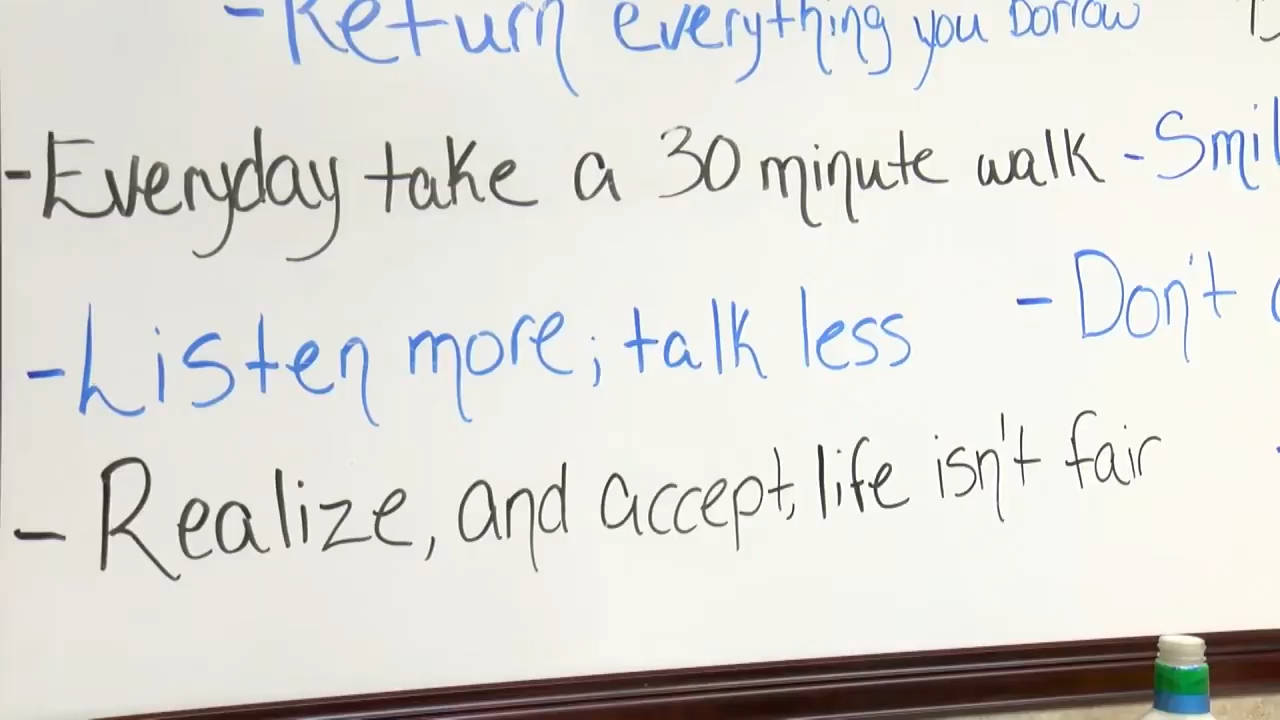 - Return everything you borrow
- Everyday take a 30 minute walk - Smil
- Listen more; talk less - Don't
- Realize, and accept, life isn't fair